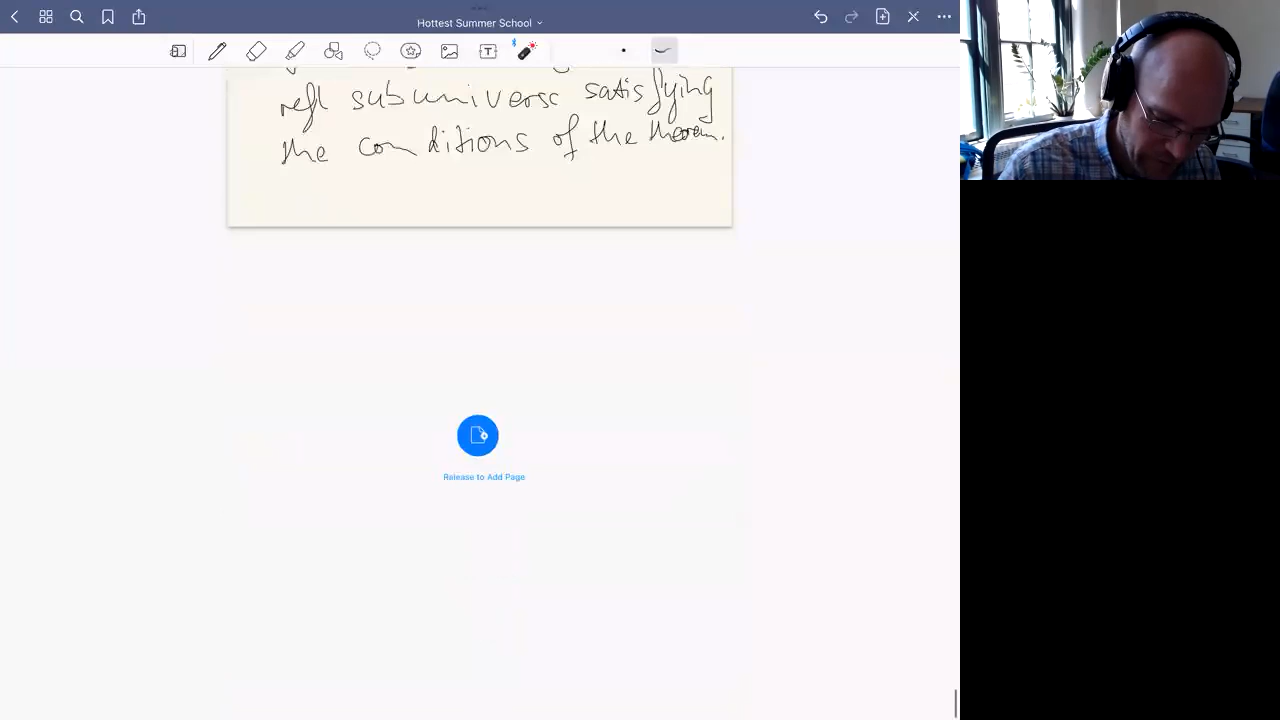 Hottest Summer School
refl subuniverse satisfying
the conditions of the theorem.
Release to Add Page